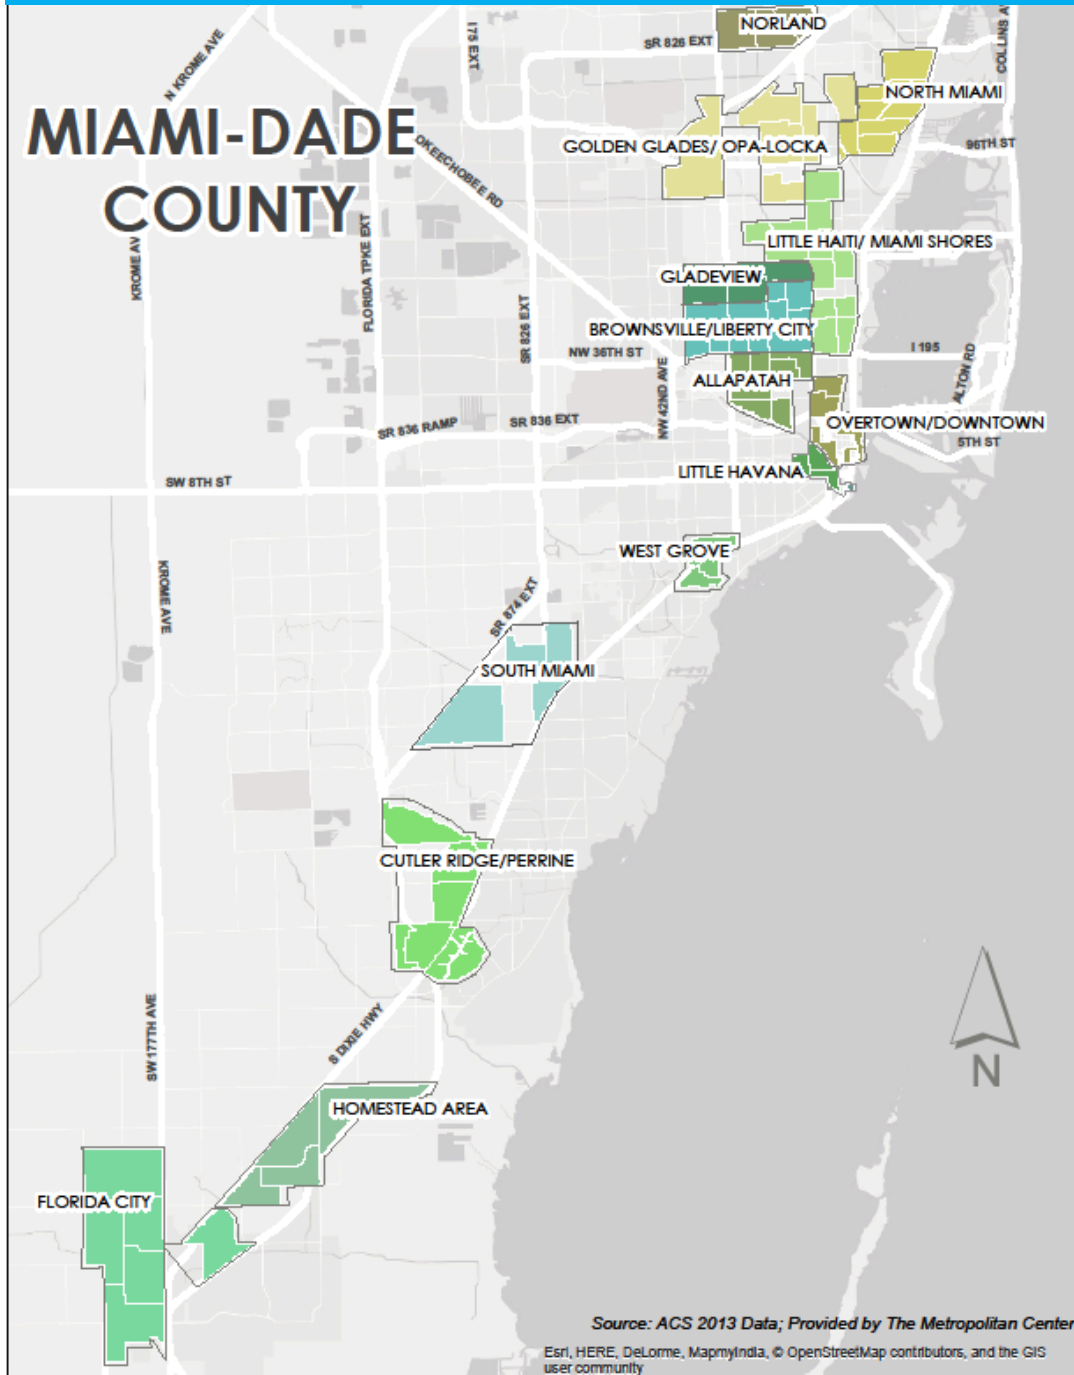 NORLAND
I 75 EXT
SR 826 EXT
COLLINS A
N KROME AVE
NORTH MIAMI
MIAMI-DADE
COUNTY
OKEECHOBEE RD
GOLDEN GLADES/ OPA-LOCKA
96TH ST
KROME AV
FLORIDA TPKE EXT
LITTLE HAITI/ MIAMI SHORES
GLADEVIEW
SR 826 EXT
BROWNSVILLE/LIBERTY CITY
NW 36TH ST
I 195
ALTON RD
NW 42ND AVE
ALLAPATAH
SR 836 RAMP
SR 836 EXT
OVERTOWN/DOWNTOWN
5TH ST
LITTLE HAVANA
SW 8TH ST
WEST GROVE
KROME AVE
SR 874 EXT
SOUTH MIAMI
CUTLER RIDGE/PERRINE
SW 177TH AVE
S DIXIE HWY
N
HOMESTEAD AREA
FLORIDA CITY
Source: ACS 2013 Data; Provided by The Metropolitan Center
Esri, HERE, DeLorme, MapmyIndia, © OpenStreetMap contributors, and the GIS
user community